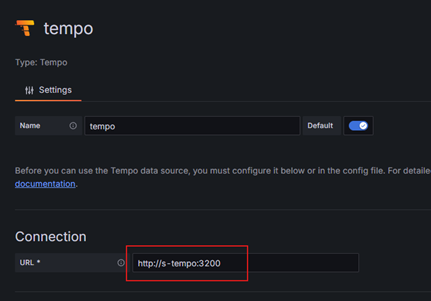 tempo
Type: Tempo
Settings
Name tempo Default
Before you can use the Tempo data source, you must configure it below or in the config file. For detaile
documentation.
Connection
URL * http://s-tempo:3200